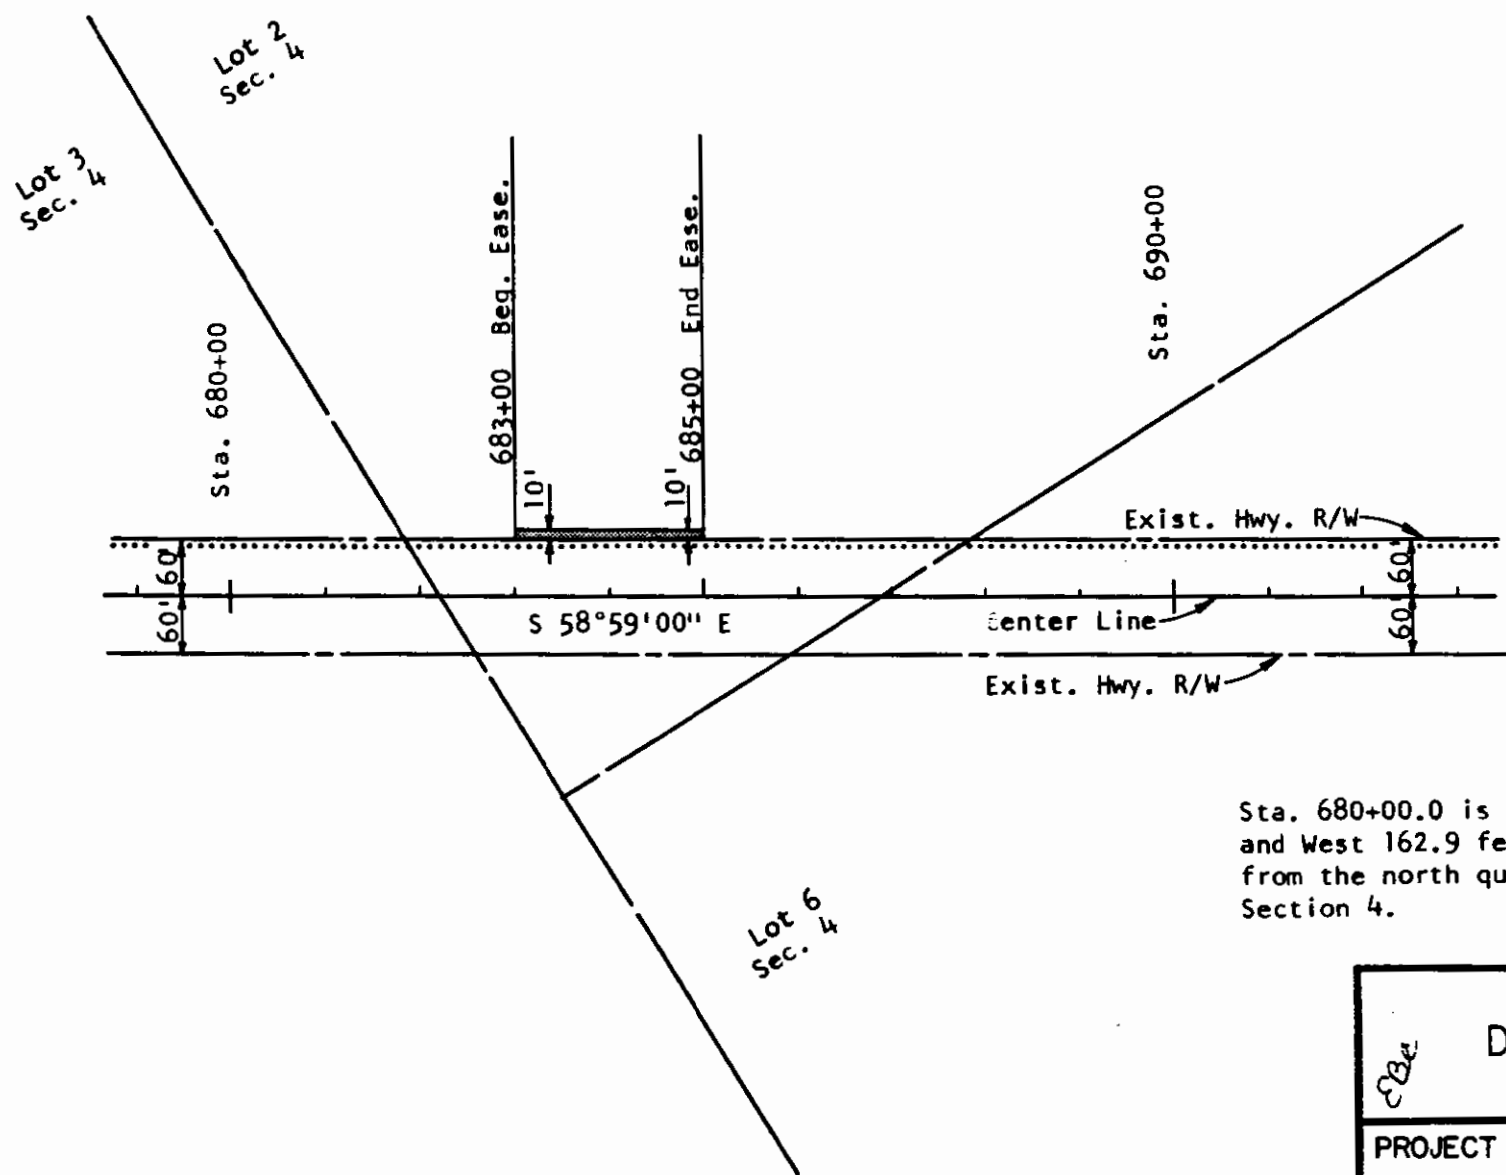 Lot 2
Sec. 4
Lot 3
Sec. 4
Sta. 680+00
683+00 Beg. Ease.
685+00 End Ease.
Sta. 690+00
10'
10'
Exist. Hwy. R/W
60'
60'
60'
60'
S 58°59'00" E
Center Line
Exist. Hwy. R/W
Sta. 680+00.0 is
and West 162.9 fe
from the north qu
Section 4.
Lot 6
Sec. 4
D
PROJECT